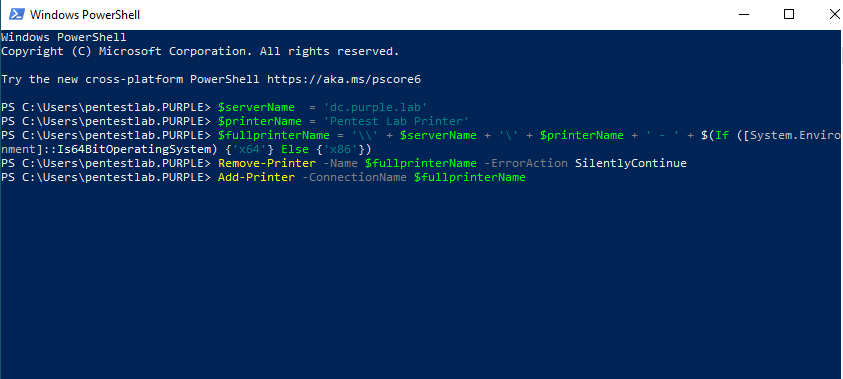 Windows PowerShell
Windows PowerShell
Copyright (C) Microsoft Corporation. All rights reserved.
Try the new cross-platform PowerShell https://aka.ms/pscore6
PS C:\Users\pentestlab.PURPLE> $serverName  = 'dc.purple.lab'
PS C:\Users\pentestlab.PURPLE> $printerName = 'Pentest Lab Printer'
PS C:\Users\pentestlab.PURPLE> $fullprinterName = '\\' + $serverName + '\' + $printerName + ' - ' + $(If ([System.Enviro
nment]::Is64BitOperatingSystem) {'x64'} Else {'x86'})
PS C:\Users\pentestlab.PURPLE> Remove-Printer -Name $fullprinterName -ErrorAction SilentlyContinue
PS C:\Users\pentestlab.PURPLE> Add-Printer -ConnectionName $fullprinterName